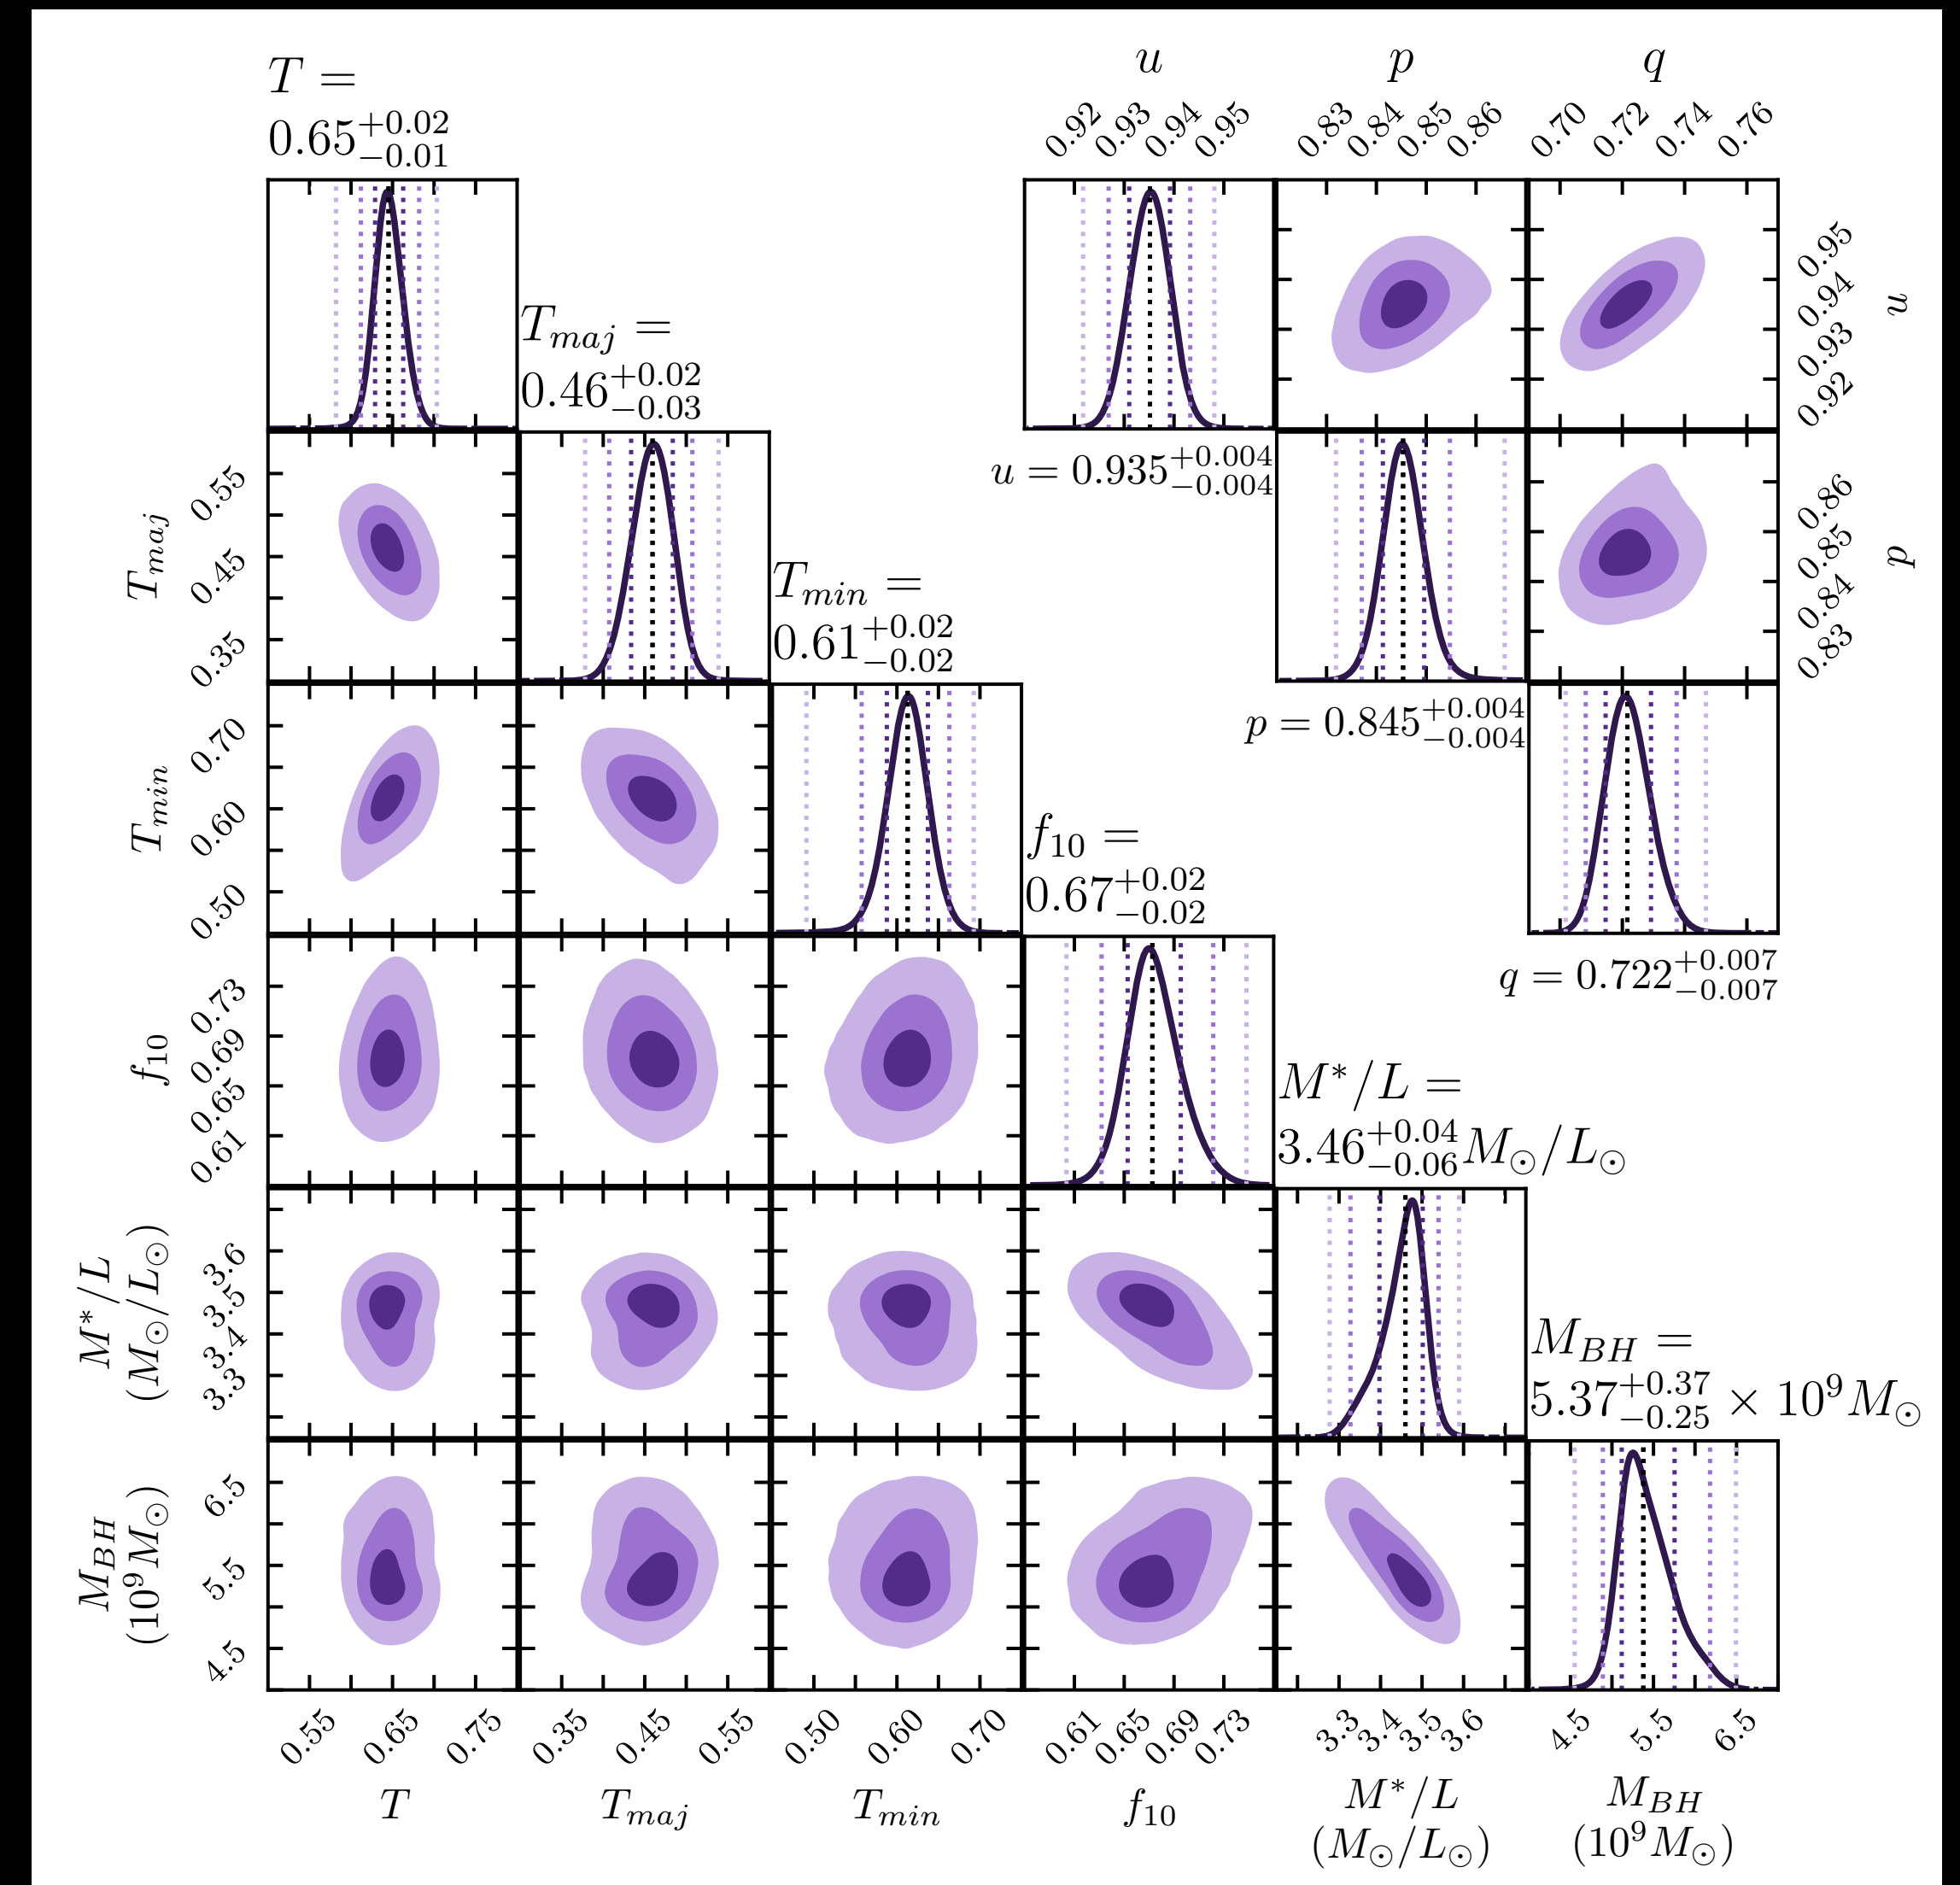 u p q
0.92 0.93 0.94 0.95 0.83 0.84 0.85 0.86 0.70 0.72 0.74 0.76
T =
0.65^{+0.02}_{-0.01}
0.95 0.94 0.93 0.92
u
T_{maj} =
0.46^{+0.02}_{-0.03}
u = 0.935^{+0.004}_{-0.004}
0.86 0.85 0.84 0.83
p
T_{maj}
0.55 0.45 0.35
T_{min} =
0.61^{+0.02}_{-0.02}
p = 0.845^{+0.004}_{-0.004}
T_{min}
0.70 0.60 0.50
f_{10} =
0.67^{+0.02}_{-0.02}
q = 0.722^{+0.007}_{-0.007}
f_{10}
0.73 0.69 0.65 0.61
M*/L =
3.46^{+0.04}_{-0.06} M_⊙/L_⊙
M*/L
(M_⊙/L_⊙)
3.6 3.5 3.4 3.3
M_{BH} =
5.37^{+0.37}_{-0.25} × 10^9 M_⊙
M_{BH}
(10^9 M_⊙)
6.5 5.5 4.5
0.55 0.65 0.75 0.35 0.45 0.55 0.50 0.60 0.70 0.61 0.65 0.69 0.73 3.3 3.4 3.5 3.6 4.5 5.5 6.5
T T_{maj} T_{min} f_{10} M*/L M_{BH}
(M_⊙/L_⊙) (10^9 M_⊙)